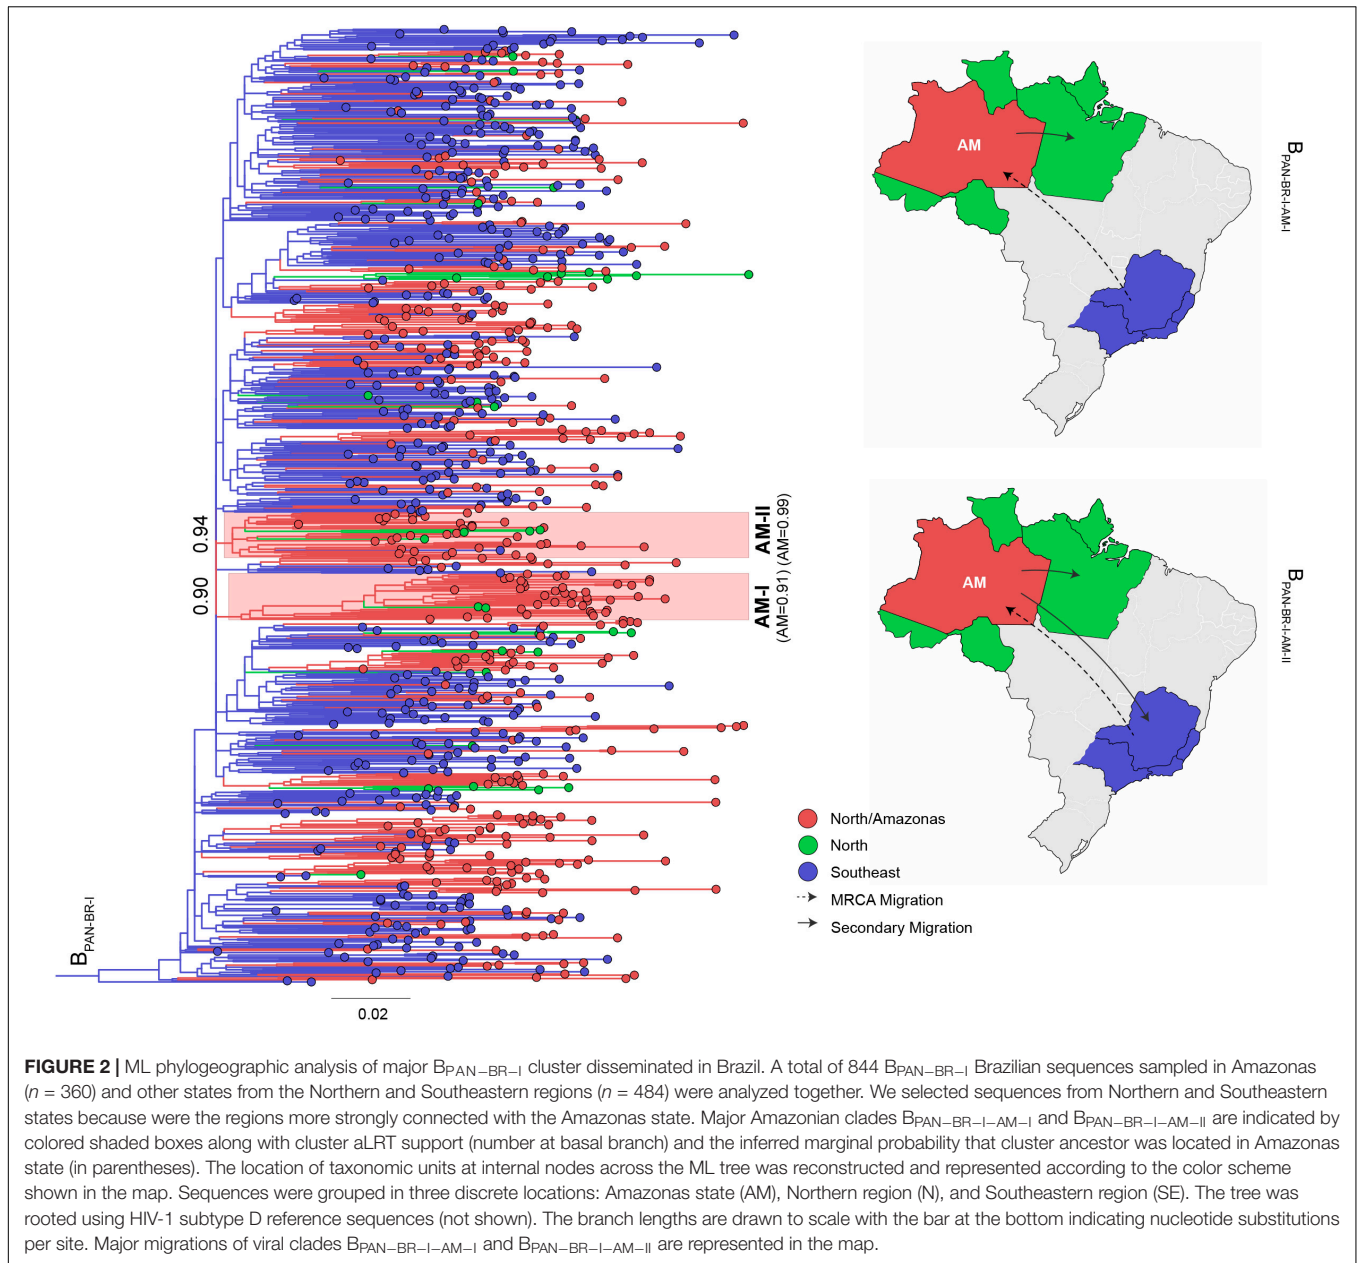 0.94
0.90
AM-II
(AM=0.99)
AM-I
(AM=0.91)
B PAN-BR-I
0.02
AM
B PAN-BR-I-AM-I
AM
B PAN-BR-I-AM-II
North/Amazonas
North
Southeast
MRCA Migration
Secondary Migration
FIGURE 2 | ML phylogeographic analysis of major BPAN−BR−I cluster disseminated in Brazil. A total of 844 BPAN−BR−I Brazilian sequences sampled in Amazonas
(n = 360) and other states from the Northern and Southeastern regions (n = 484) were analyzed together. We selected sequences from Northern and Southeastern
states because were the regions more strongly connected with the Amazonas state. Major Amazonian clades BPAN−BR−I−AM−I and BPAN−BR−I−AM−II are indicated by
colored shaded boxes along with cluster aLRT support (number at basal branch) and the inferred marginal probability that cluster ancestor was located in Amazonas
state (in parentheses). The location of taxonomic units at internal nodes across the ML tree was reconstructed and represented according to the color scheme
shown in the map. Sequences were grouped in three discrete locations: Amazonas state (AM), Northern region (N), and Southeastern region (SE). The tree was
rooted using HIV-1 subtype D reference sequences (not shown). The branch lengths are drawn to scale with the bar at the bottom indicating nucleotide substitutions
per site. Major migrations of viral clades BPAN−BR−I−AM−I and BPAN−BR−I−AM−II are represented in the map.